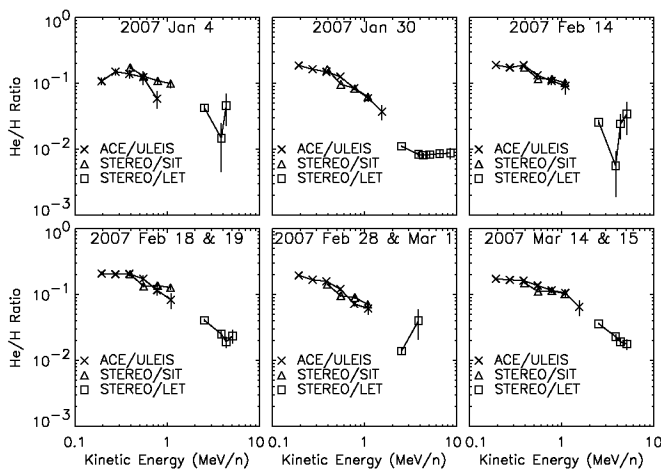 2007 Jan 4
2007 Jan 30
2007 Feb 14
10^0
10^-1
10^-2
10^-3
He/H Ratio
× ACE/ULEIS
△ STEREO/SIT
□ STEREO/LET
× ACE/ULEIS
△ STEREO/SIT
□ STEREO/LET
× ACE/ULEIS
△ STEREO/SIT
□ STEREO/LET
2007 Feb 18 & 19
2007 Feb 28 & Mar 1
2007 Mar 14 & 15
10^0
10^-1
10^-2
10^-3
He/H Ratio
× ACE/ULEIS
△ STEREO/SIT
□ STEREO/LET
× ACE/ULEIS
△ STEREO/SIT
□ STEREO/LET
× ACE/ULEIS
△ STEREO/SIT
□ STEREO/LET
0.1 1 10
0.1 1 10
0.1 1 10
Kinetic Energy (MeV/n)
Kinetic Energy (MeV/n)
Kinetic Energy (MeV/n)